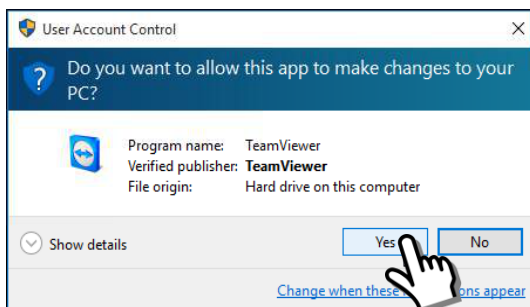 User Account Control
Do you want to allow this app to make changes to your
PC?
Program name: TeamViewer
Verified publisher: TeamViewer
File origin: Hard drive on this computer
Show details
Yes
No
Change when these ons appear